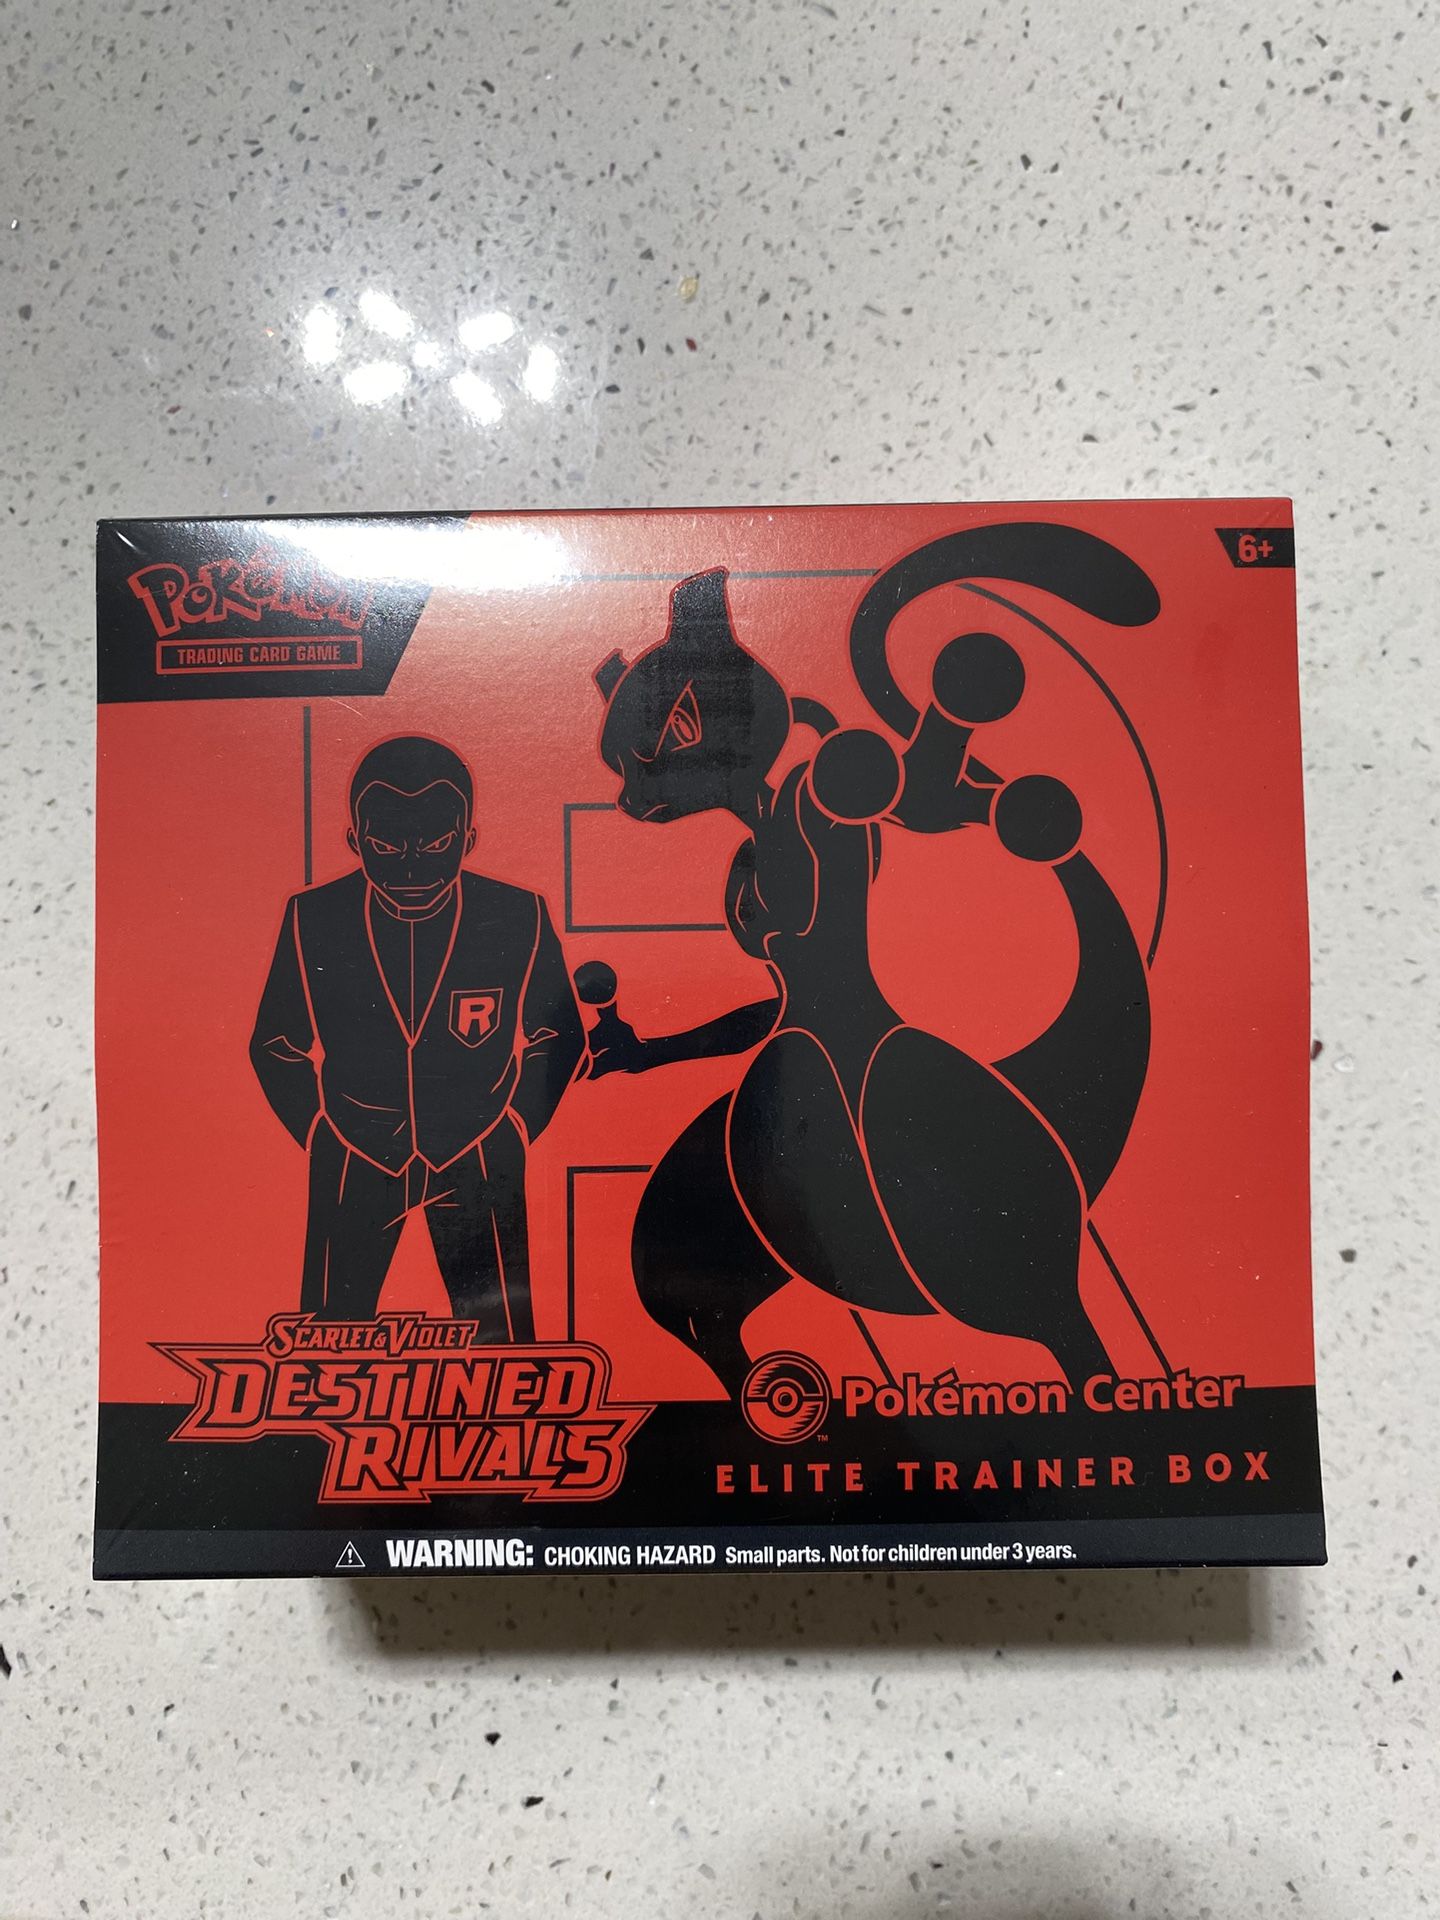 Pokémon
TRADING CARD GAME
6+
R
Scarlet & Violet
DESTINED
RIVALS
Pokémon Center
TM
ELITE TRAINER BOX
WARNING: CHOKING HAZARD Small parts. Not for children under 3 years.